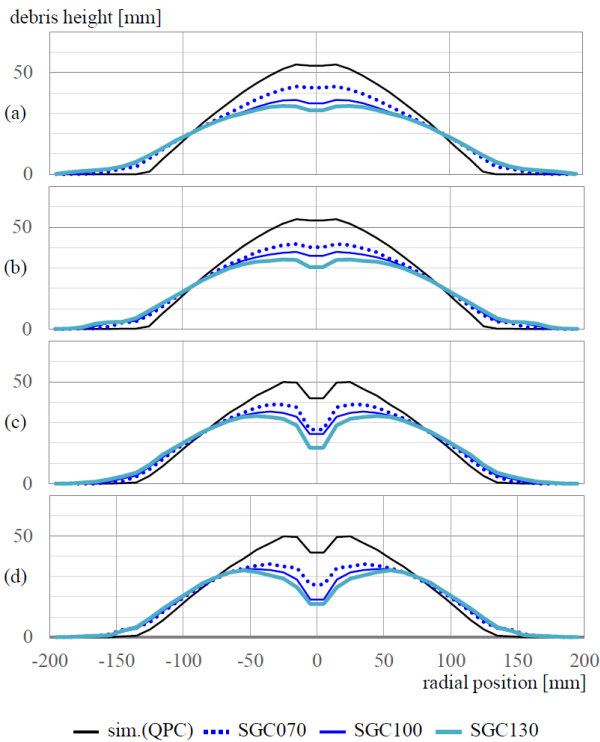 debris height [mm]
50
(a)
0
50
(b)
0
50
(c)
0
50
(d)
0
-200 -150 -100 -50 0 50 100 150 200
radial position [mm]
sim.(QPC) SGC070 SGC100 SGC130